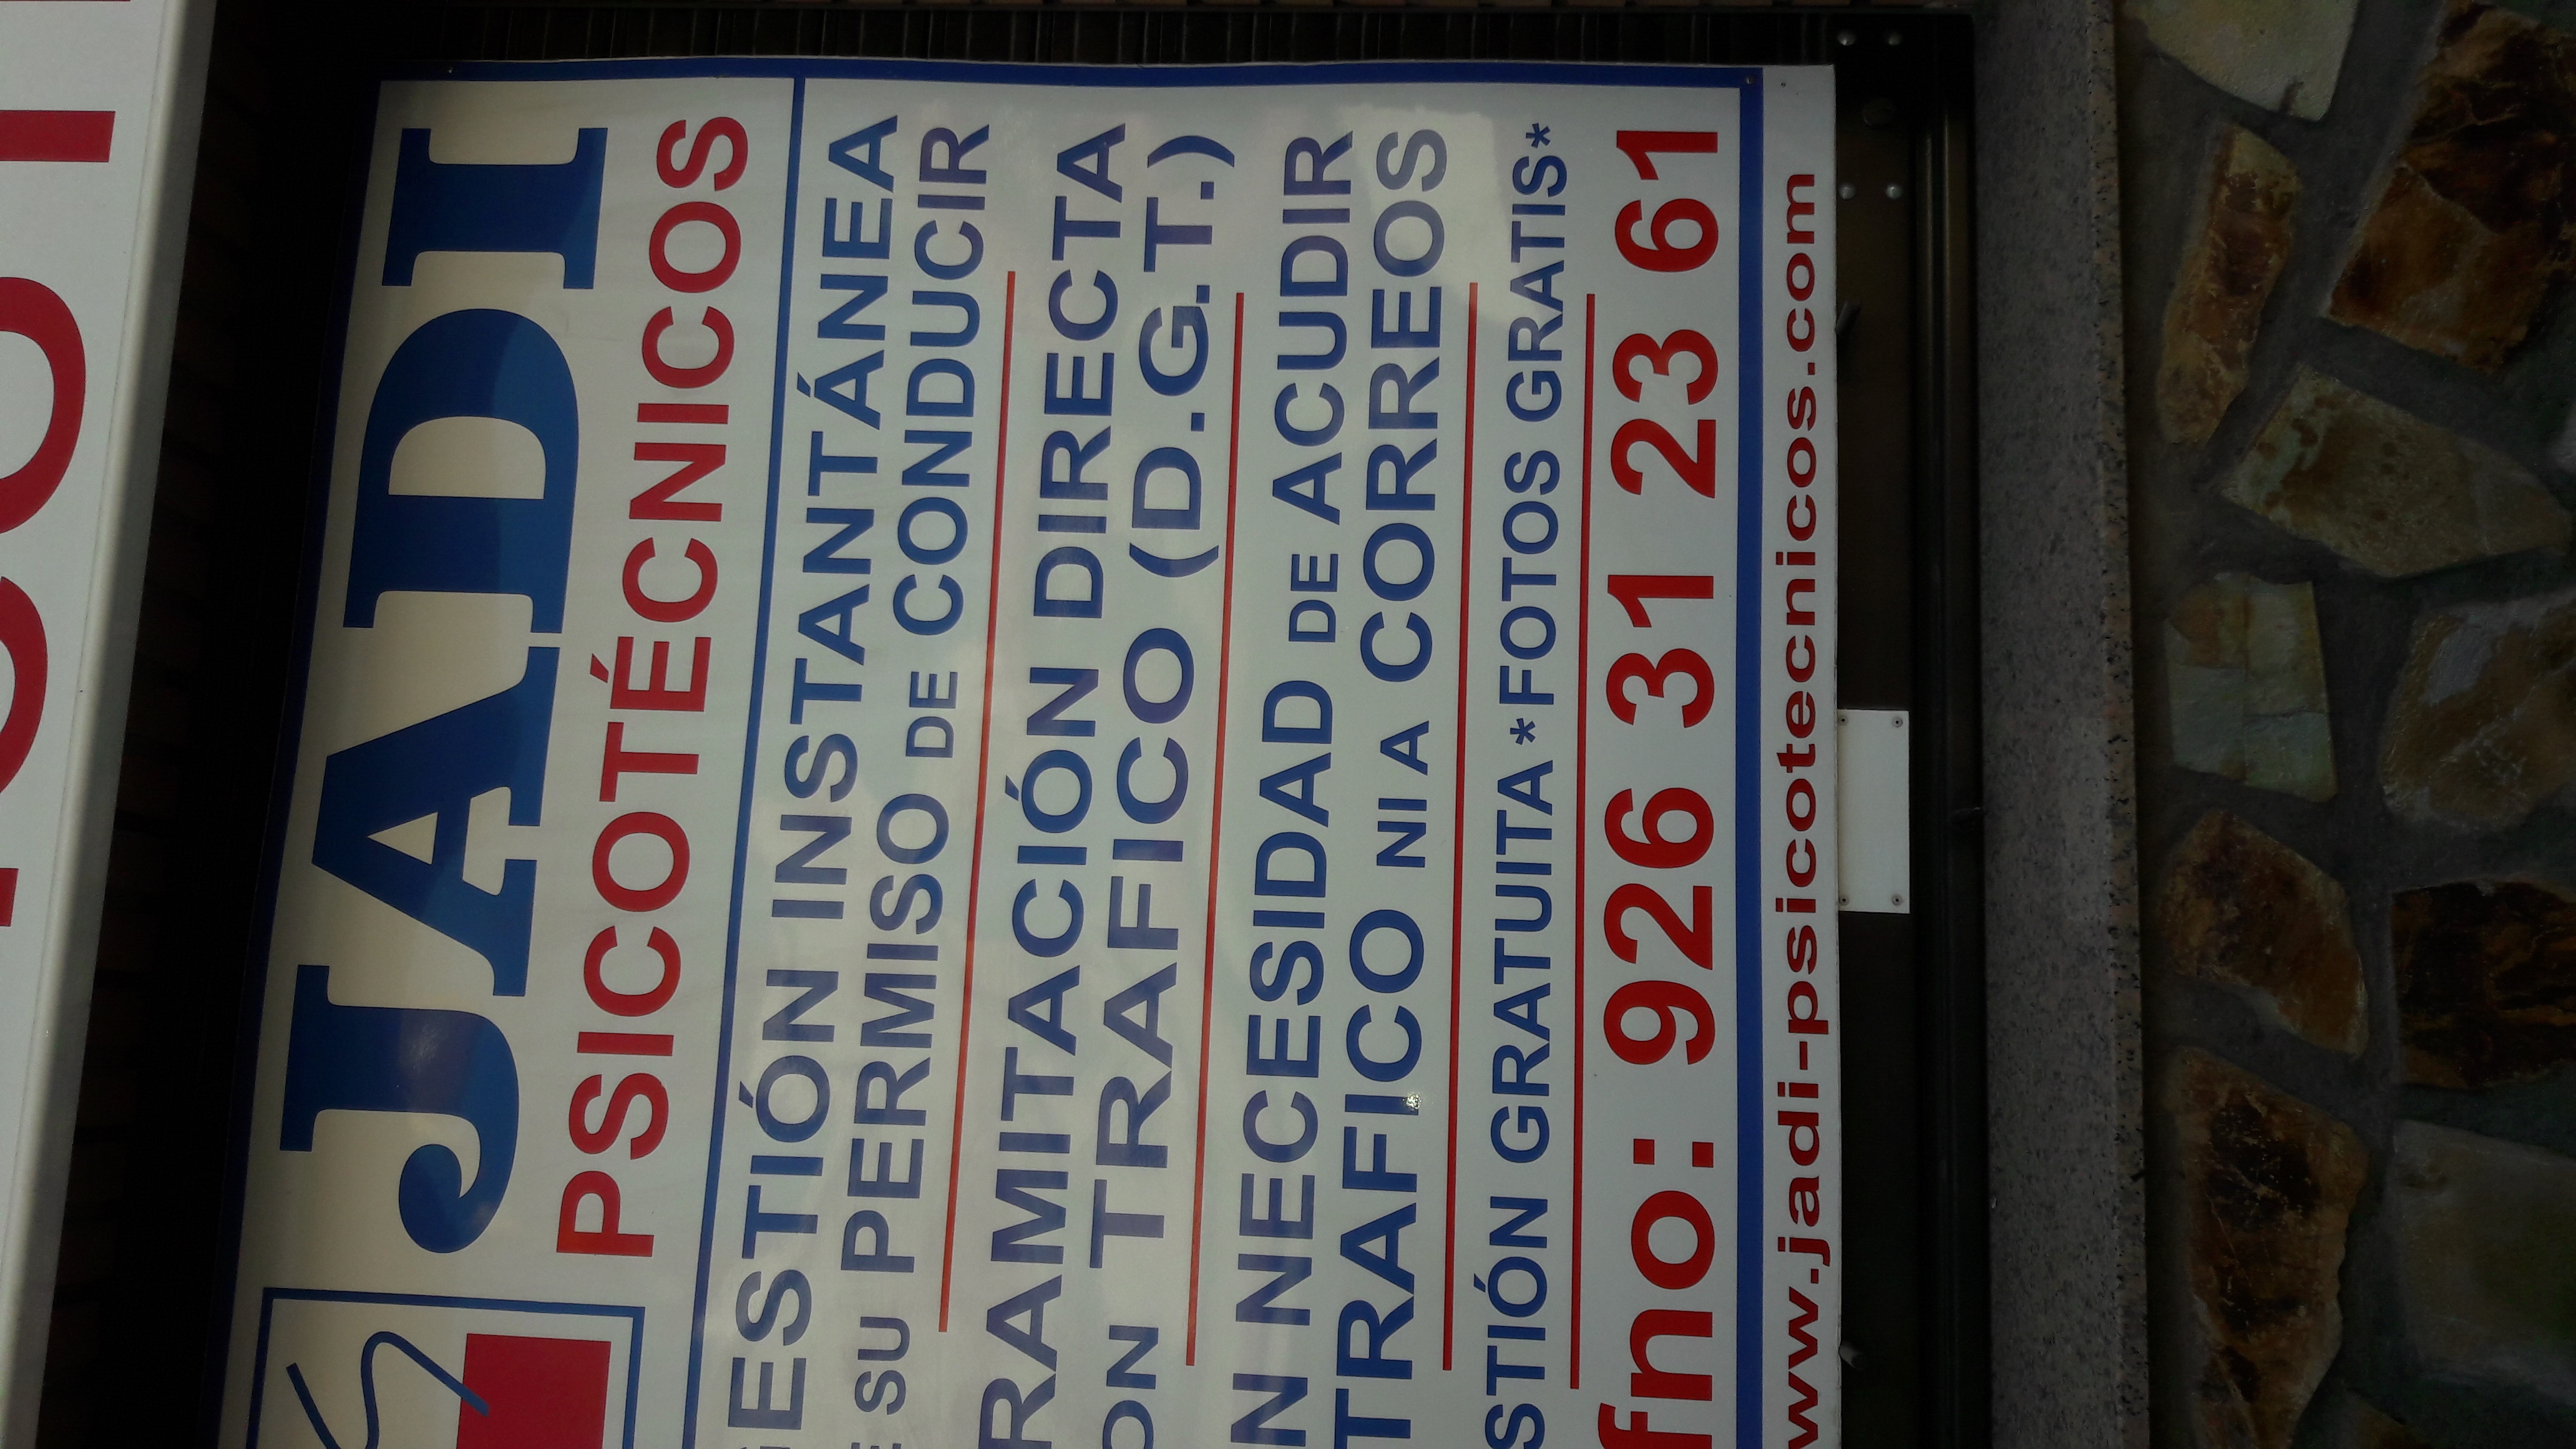 JADI
PSICOTÉCNICOS
ESTIÓN INSTANTÁNEA
E SU PERMISO DE CONDUCIR
RAMITACIÓN DIRECTA
ON TRAFICO (D.G.T.)
N NECESIDAD DE ACUDIR
TRAFICO NI A CORREOS
STIÓN GRATUITA *FOTOS GRATIS*
fno: 926 31 23 61
www.jadi-psicotecnicos.com